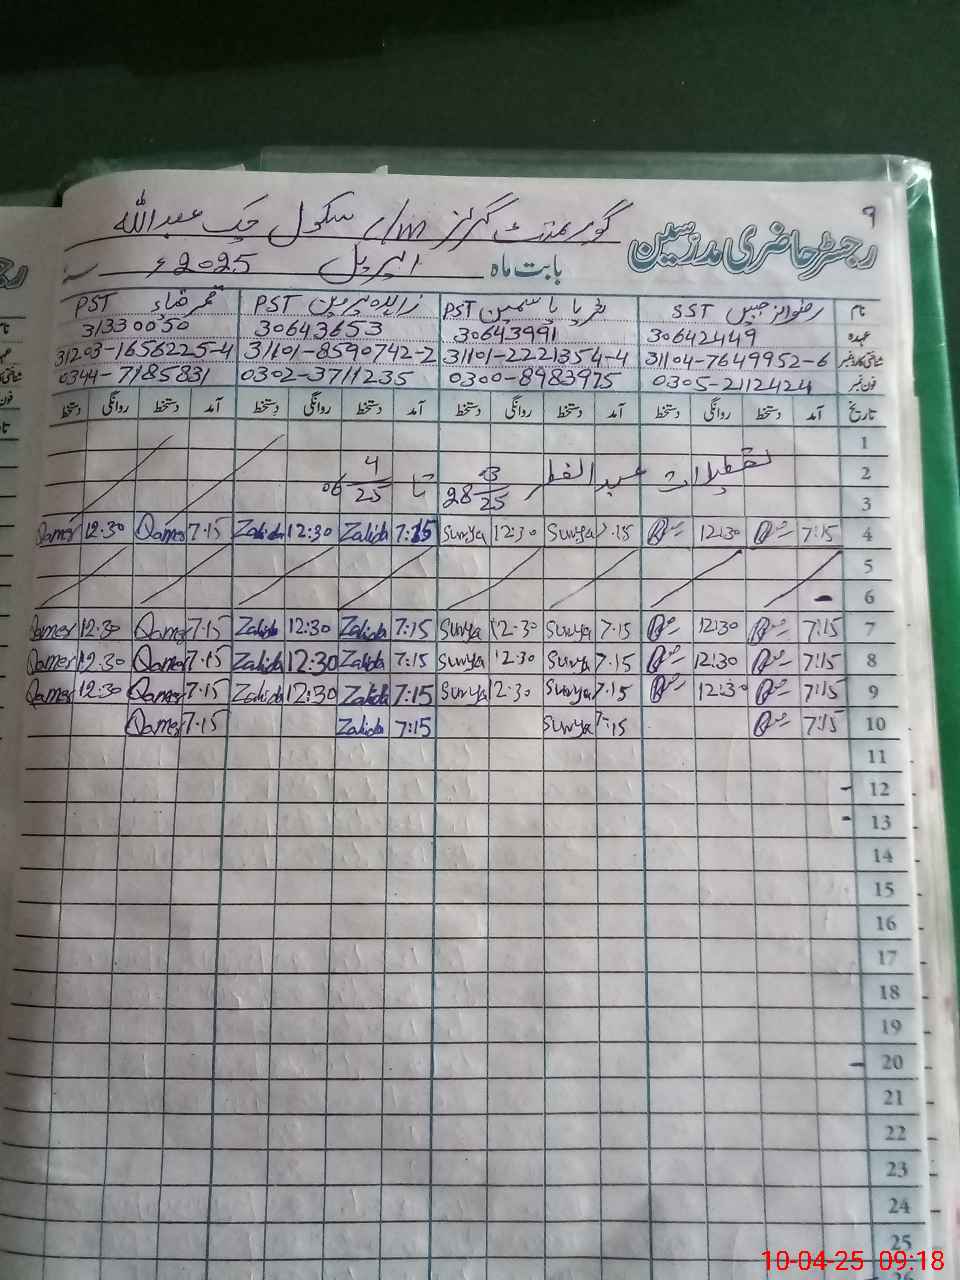 9
رجسٹر حاضری مدرسین گورنمنٹ گرلز m/ سکول چک عبداللہ
بابت ماہ اپریل 2025ء
نام SST PST ثریا یاسمین PST زاہدہ پروین PST
عہدہ 30642449 30643991 30643653 31330050
شناختی کارڈ نمبر 31104-7649952-6 31101-2221354-4 31101-8590742-2 31203-1656225-4
فون نمبر 0305-2112424 0300-8983975 0302-3711235 0344-7185831
تاریخ آمد دستخط روانگی دستخط آمد دستخط روانگی دستخط آمد دستخط روانگی دستخط آمد دستخط روانگی دستخط
1
2 تعطیلات عید الفطر 28 3/25 تا 06 4/25
3
4 7:15 12:30 7:15 Surya 12:30 Surya 7:15 Zahida 12:30 Zahida 7:15 Qamer 12:30 Qamer
5
6
7 7:15 12:30 7:15 Surya 12:30 Surya 7:15 Zahida 12:30 Zahida 7:15 Qamer 12:30 Qamer
8 7:15 12:30 7:15 Surya 12:30 Surya 7:15 Zahida 12:30 Zahida 7:15 Qamer 12:30 Qamer
9 7:15 12:30 7:15 Surya 12:30 Surya 7:15 Zahida 12:30 Zahida 7:15 Qamer 12:30 Qamer
10 7:15 7:15 Surya 7:15 Zahida 7:15 Qamer
11
12
13
14
15
16
17
18
19
20
21
22
23
24
25
26
10-04-25 09:18